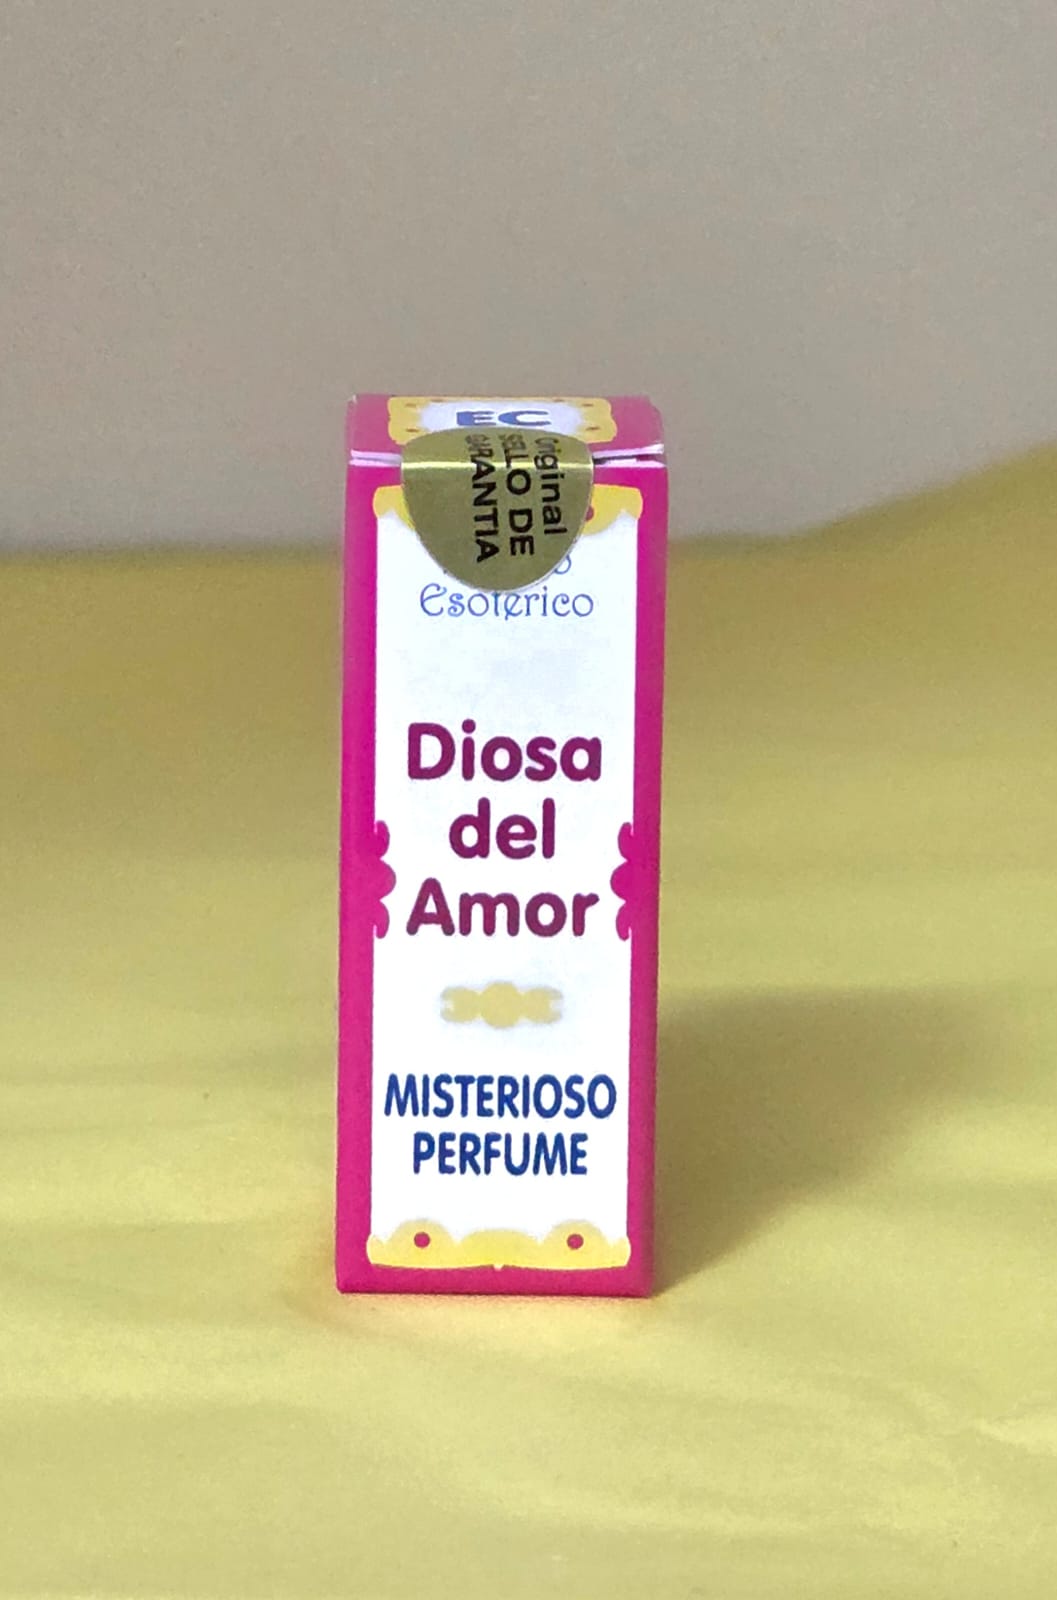 EC
Original
SELLO DE
GARANTIA
Esoterico
Diosa
del
Amor
MISTERIOSO
PERFUME